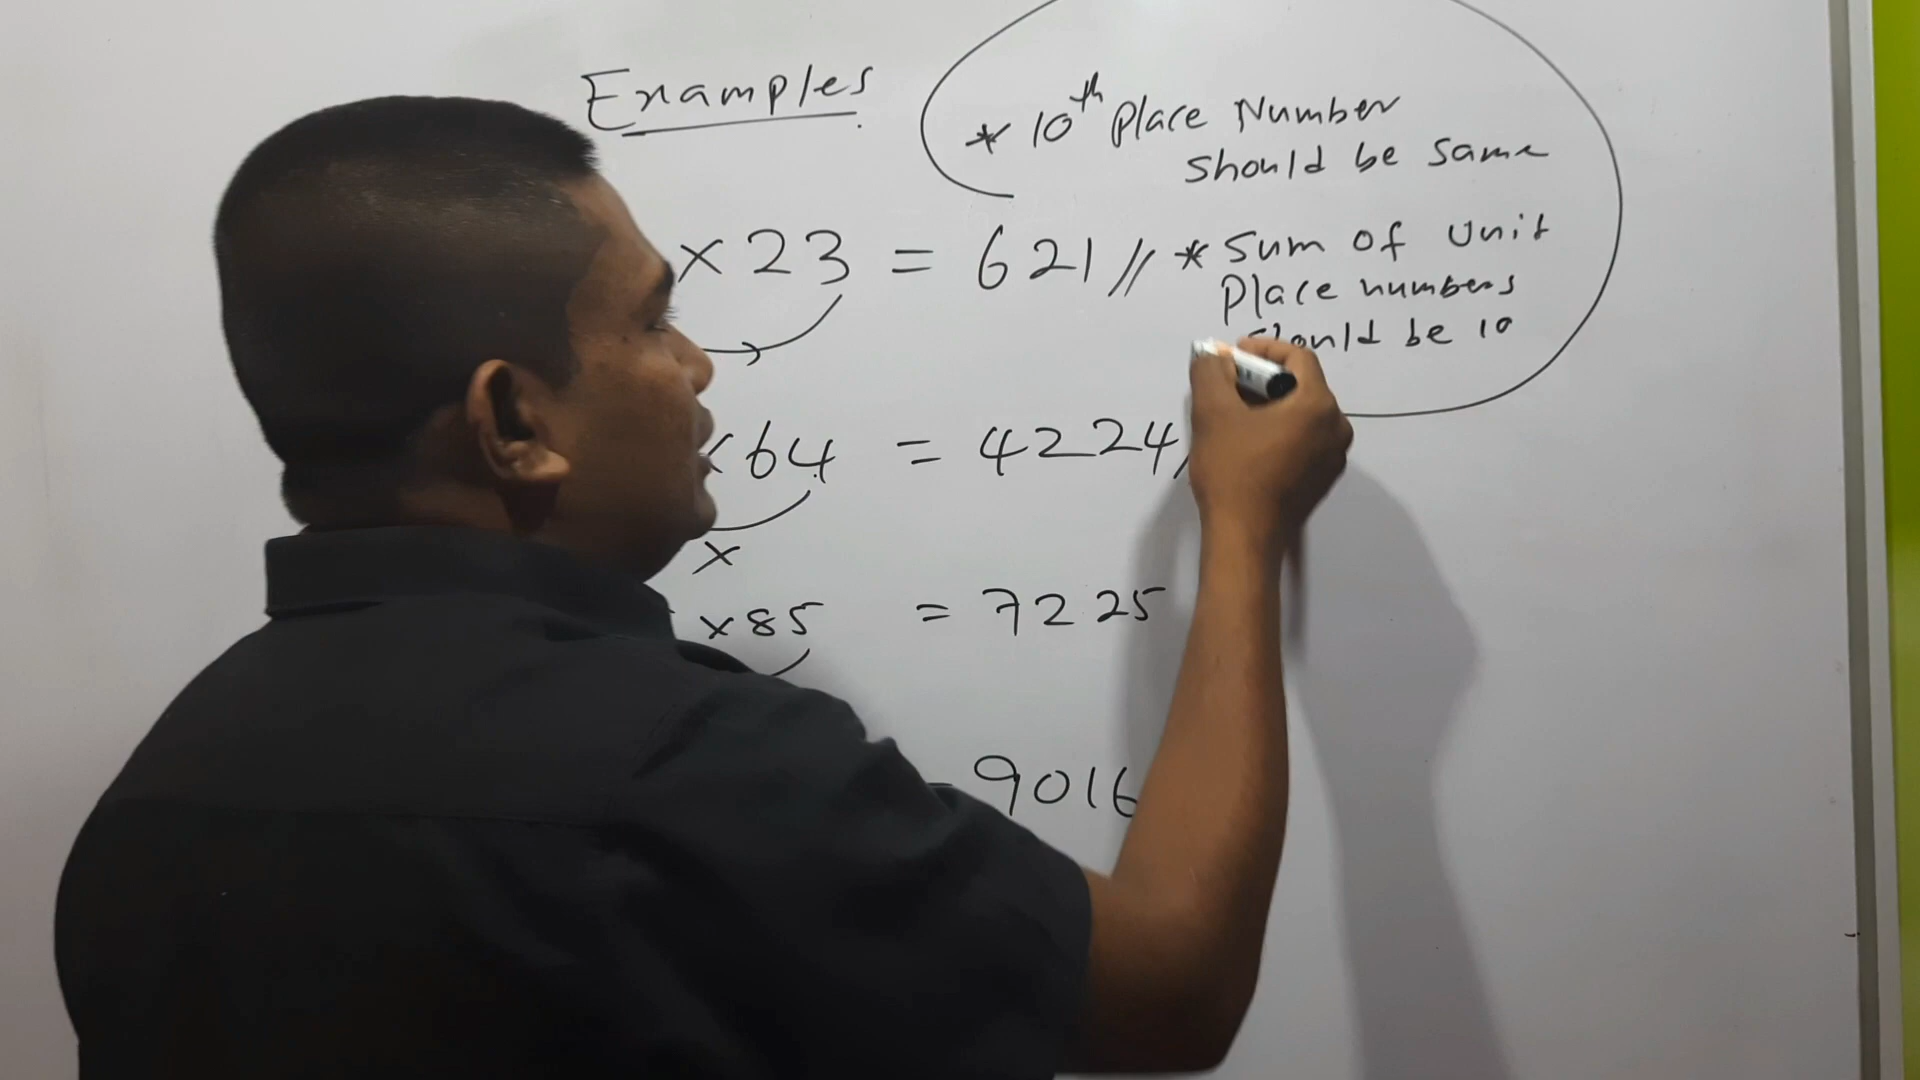 Examples
* 10th Place Number
should be same
× 23 = 621 //
* Sum of Unit
Place numbers
should be 10
× 64 = 4224
×
× 85 = 7225
= 9016